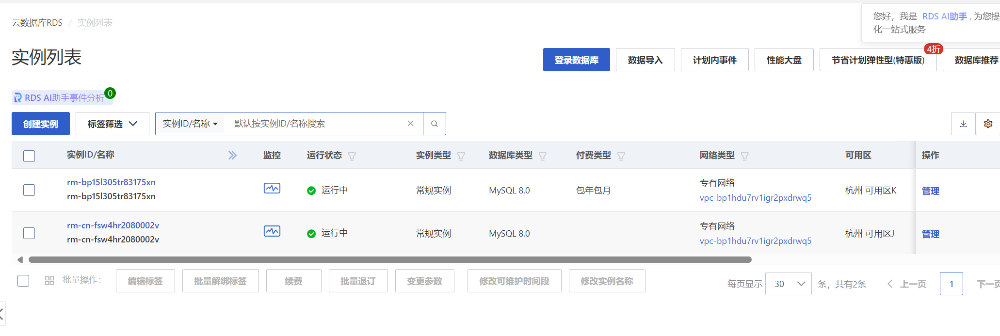 云数据库RDS / 实例列表
您好，我是 RDS AI助手，为您提
化一站式服务
实例列表
登录数据库 数据导入 计划内事件 性能大盘 节省计划弹性型(特惠版) 4折 数据库推荐
RDS AI助手事件分析 0
创建实例 标签筛选 实例ID/名称 默认按实例ID/名称搜索
实例ID/名称 监控 运行状态 实例类型 数据库类型 付费类型 网络类型 可用区 操作
rm-bp15l305tr83175xn
rm-bp15l305tr83175xn
运行中 常规实例 MySQL 8.0 包年包月
专有网络
vpc-bp1hdu7rv1igr2pxdrwq5
杭州 可用区K 管理
rm-cn-fsw4hr2080002v
rm-cn-fsw4hr2080002v
运行中 常规实例 MySQL 8.0
专有网络
vpc-bp1hdu7rv1igr2pxdrwq5
杭州 可用区J 管理
批量操作： 编辑标签 批量解绑标签 续费 批量退订 变更参数 修改可维护时间段 修改实例名称
每页显示 30 条，共有2条 上一页 1 下一页